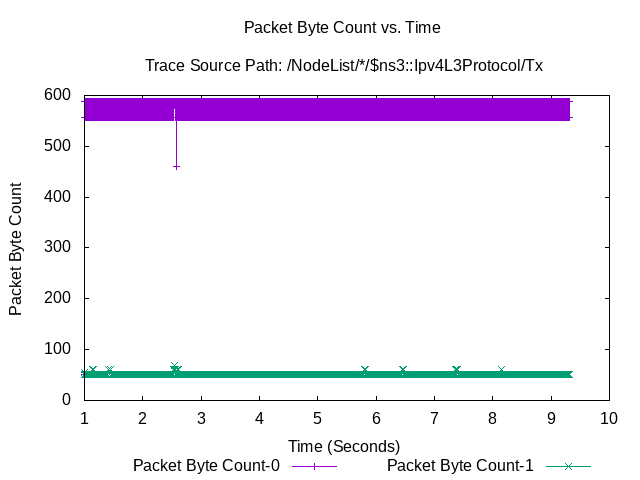 Packet Byte Count vs. Time
Trace Source Path: /NodeList/*/$ns3::Ipv4L3Protocol/Tx
600
500
400
300
200
100
0
Packet Byte Count
1 2 3 4 5 6 7 8 9 10
Time (Seconds)
Packet Byte Count-0 Packet Byte Count-1